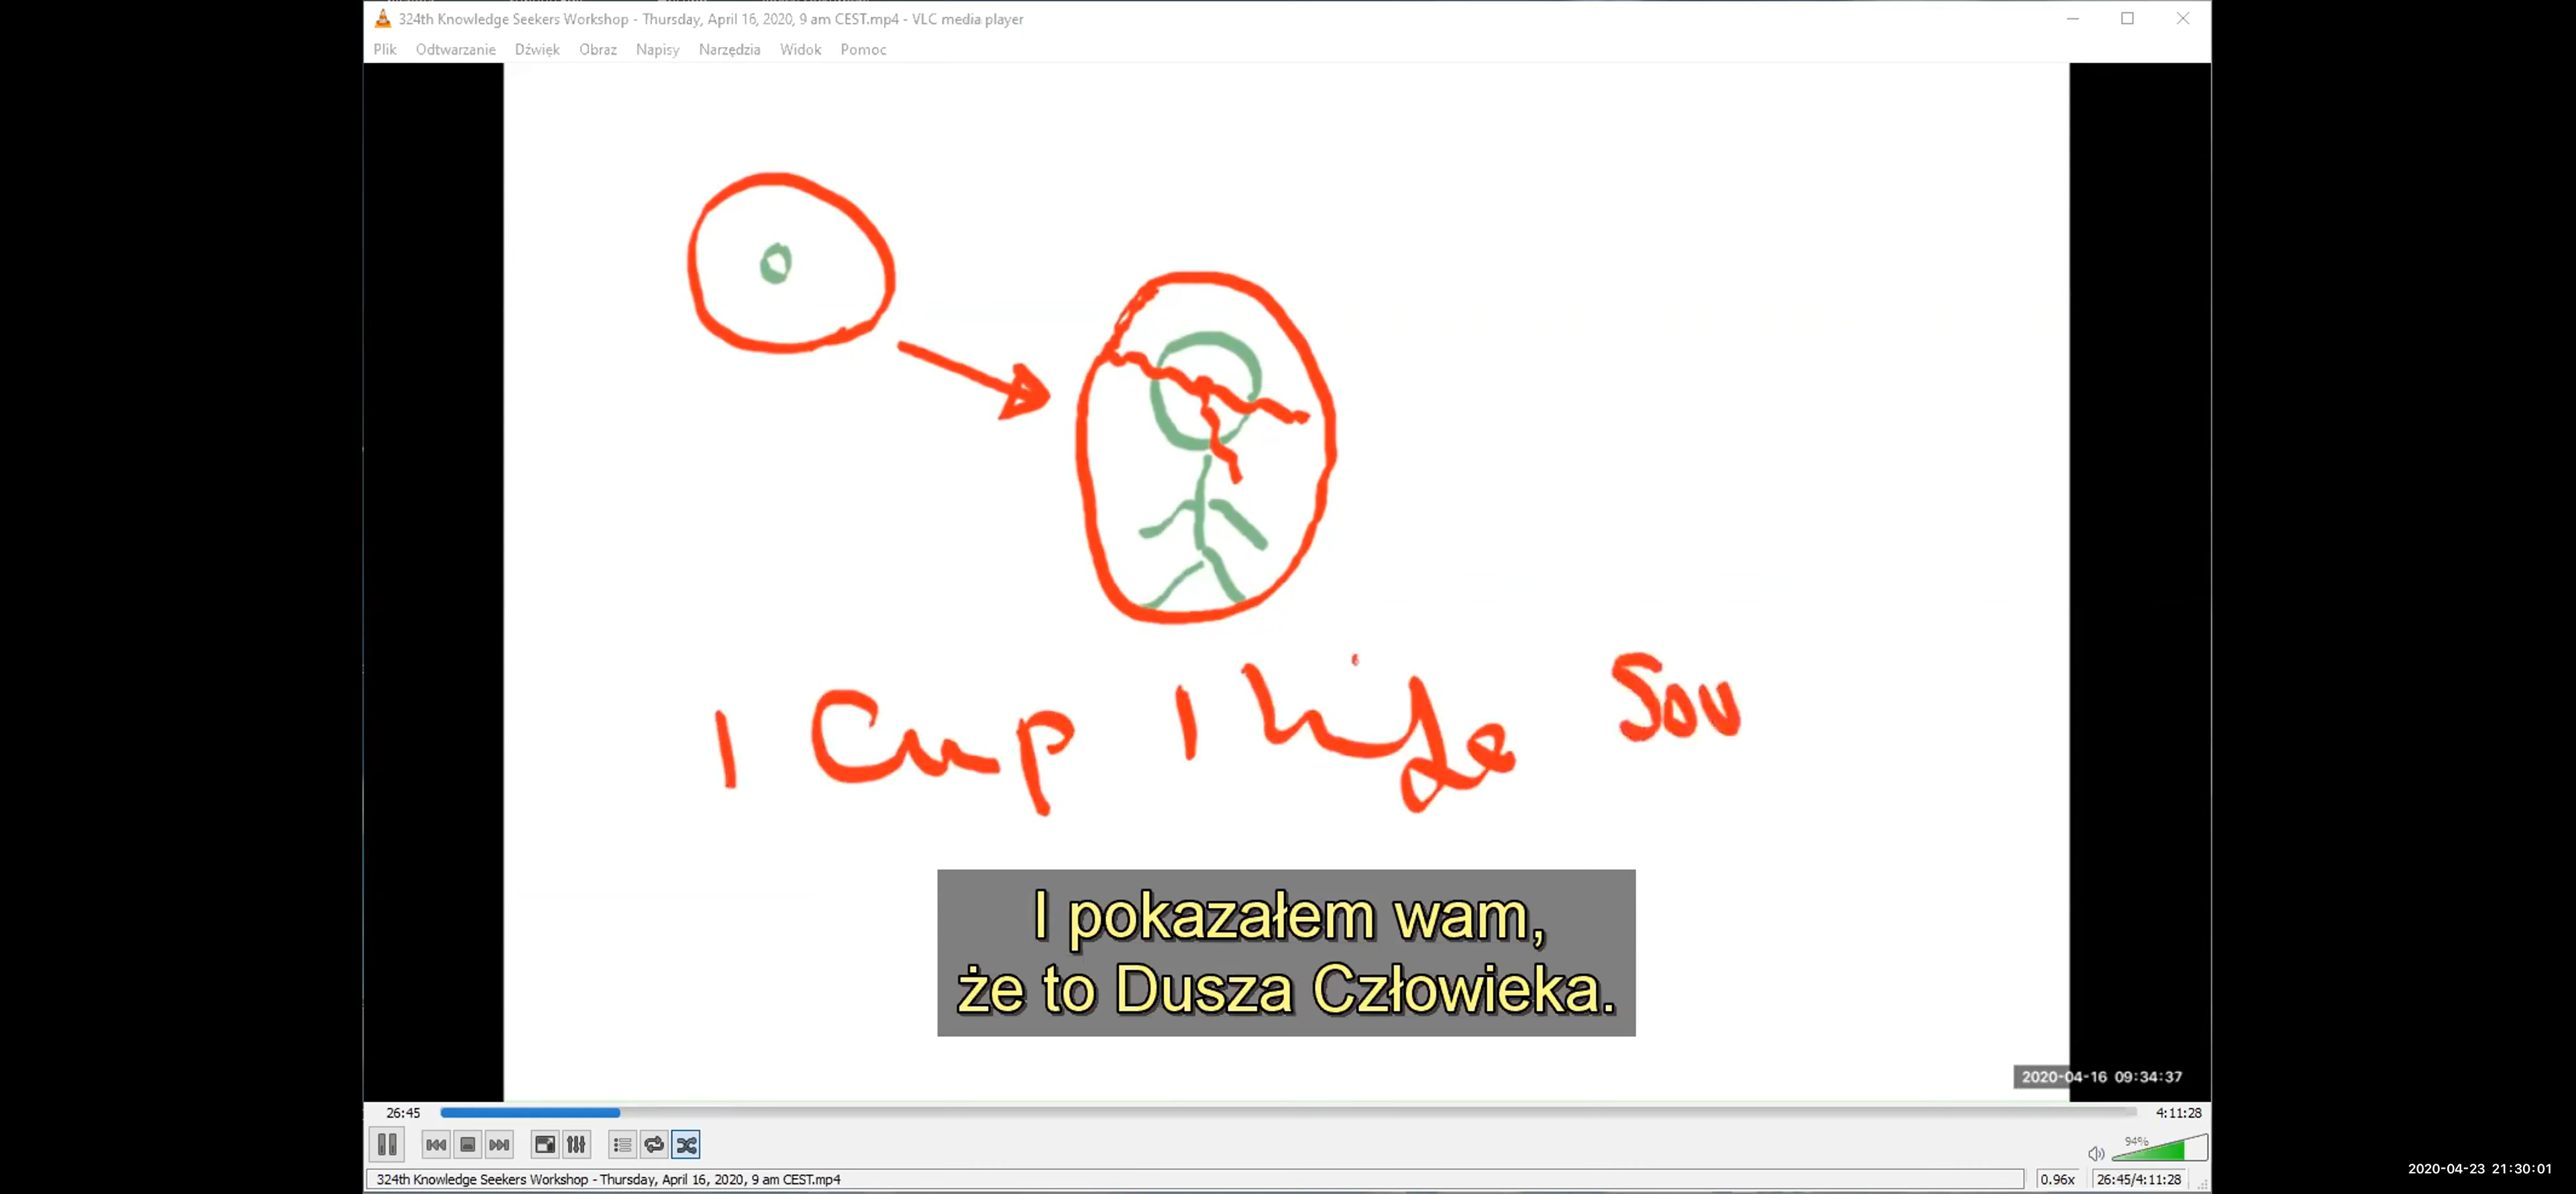 324th Knowledge Seekers Workshop - Thursday, April 16, 2020, 9 am CEST.mp4 - VLC media player
Plik Odtwarzanie Dźwięk Obraz Napisy Narzędzia Widok Pomoc
1 Cup 1 life Sou
I pokazałem wam,
że to Dusza Człowieka.
2020-04-16 09:34:37
26:45 4:11:28
94%
324th Knowledge Seekers Workshop - Thursday, April 16, 2020, 9 am CEST.mp4 0.96x 26:45/4:11:28
2020-04-23 21:30:01